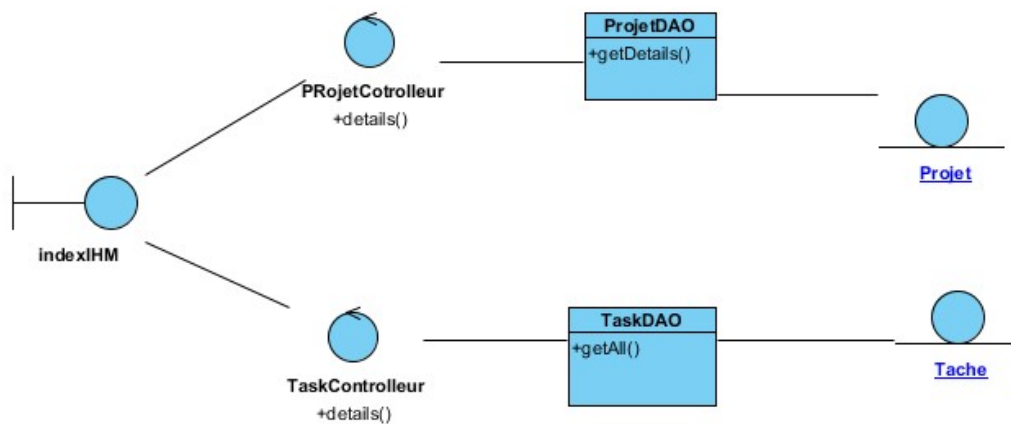 ProjetDAO
+getDetails()
PRojetCotrolleur
+details()
Projet
indexIHM
TaskDAO
+getAll()
Tache
TaskControlleur
+details()